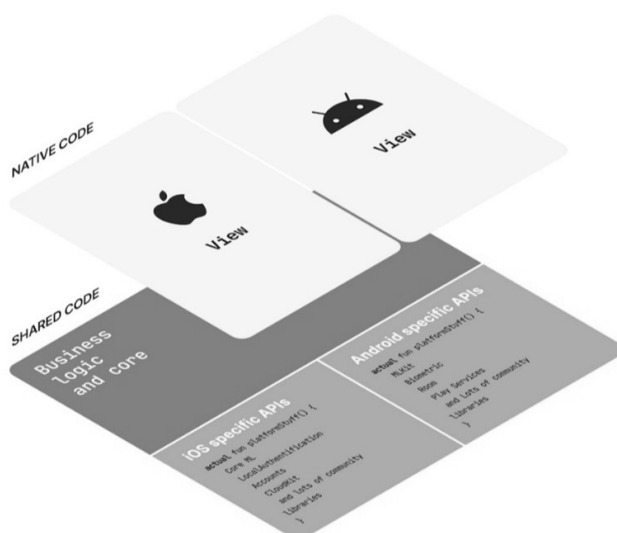 NATIVE CODE
View
View
SHARED CODE
Business
logic
and core
iOS specific APIs
actual fun platformStuff() {
Core ML
LocalAuthentification
Accounts
CloudKit
and lots of community
libraries
}
Android specific APIs
actual fun platformStuff() {
MLKit
Biometric
Room
Play Services
and Lots of community
libraries
}